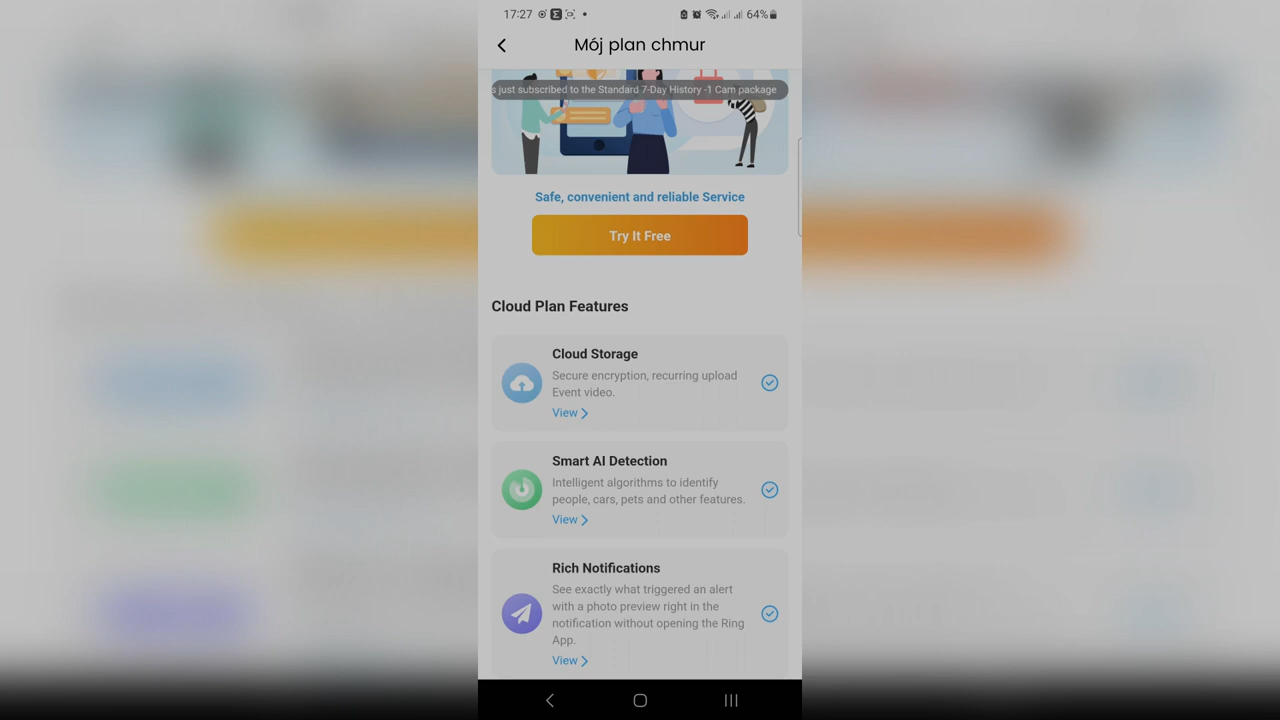 17:27
64%
Mój plan chmur
s just subscribed to the Standard 7-Day History -1 Cam package
Safe, convenient and reliable Service
Try It Free
Cloud Plan Features
Cloud Storage
Secure encryption, recurring upload
Event video.
View
Smart AI Detection
Intelligent algorithms to identify
people, cars, pets and other features.
View
Rich Notifications
See exactly what triggered an alert
with a photo preview right in the
notification without opening the Ring
App.
View